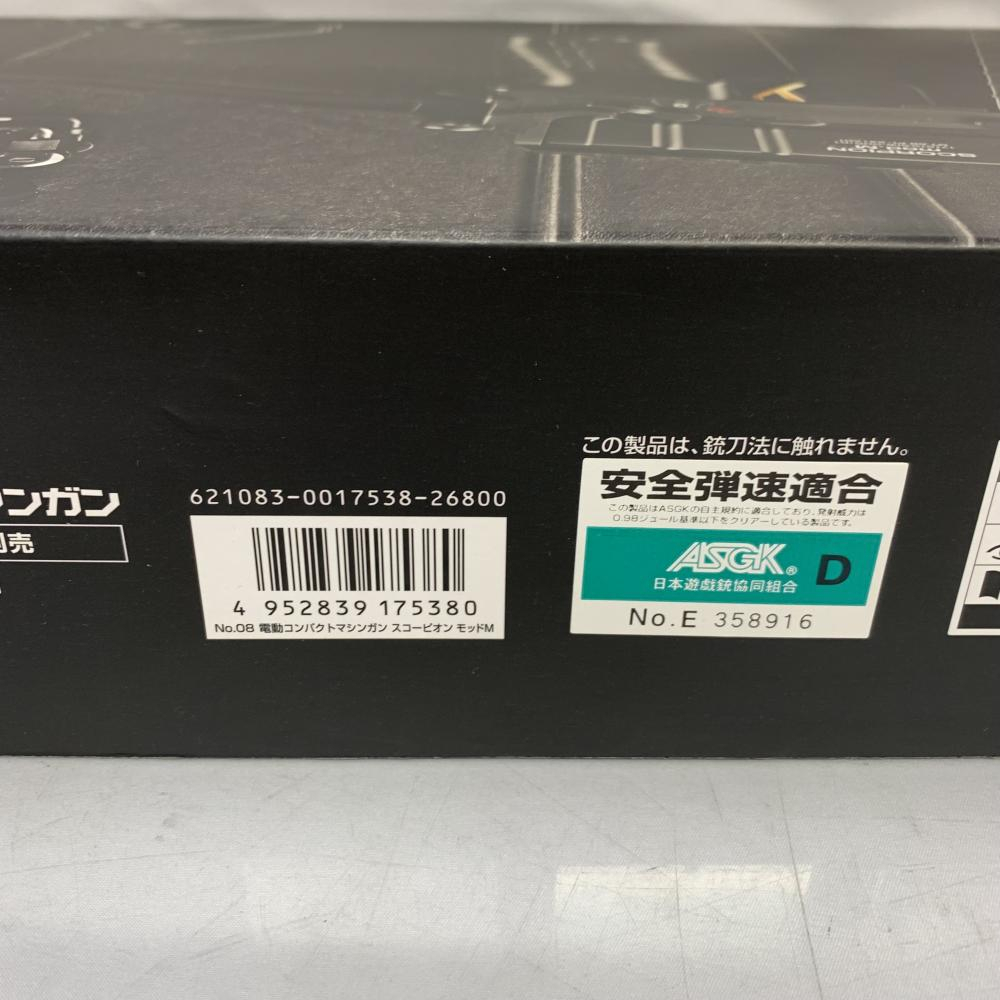 SCORPION
mod.M
この製品は、銃刀法に触れません。
安全弾速適合
この製品はASGKの自主規約に適合しており、発射威力は
0.98ジュール基準以下をクリアーしている製品です。
ASGK® D
日本遊戯銃協同組合
No.E 358916
シンガン
売
621083-0017538-26800
4 952839 175380
No.08 電動コンパクトマシンガン スコーピオン モッドM